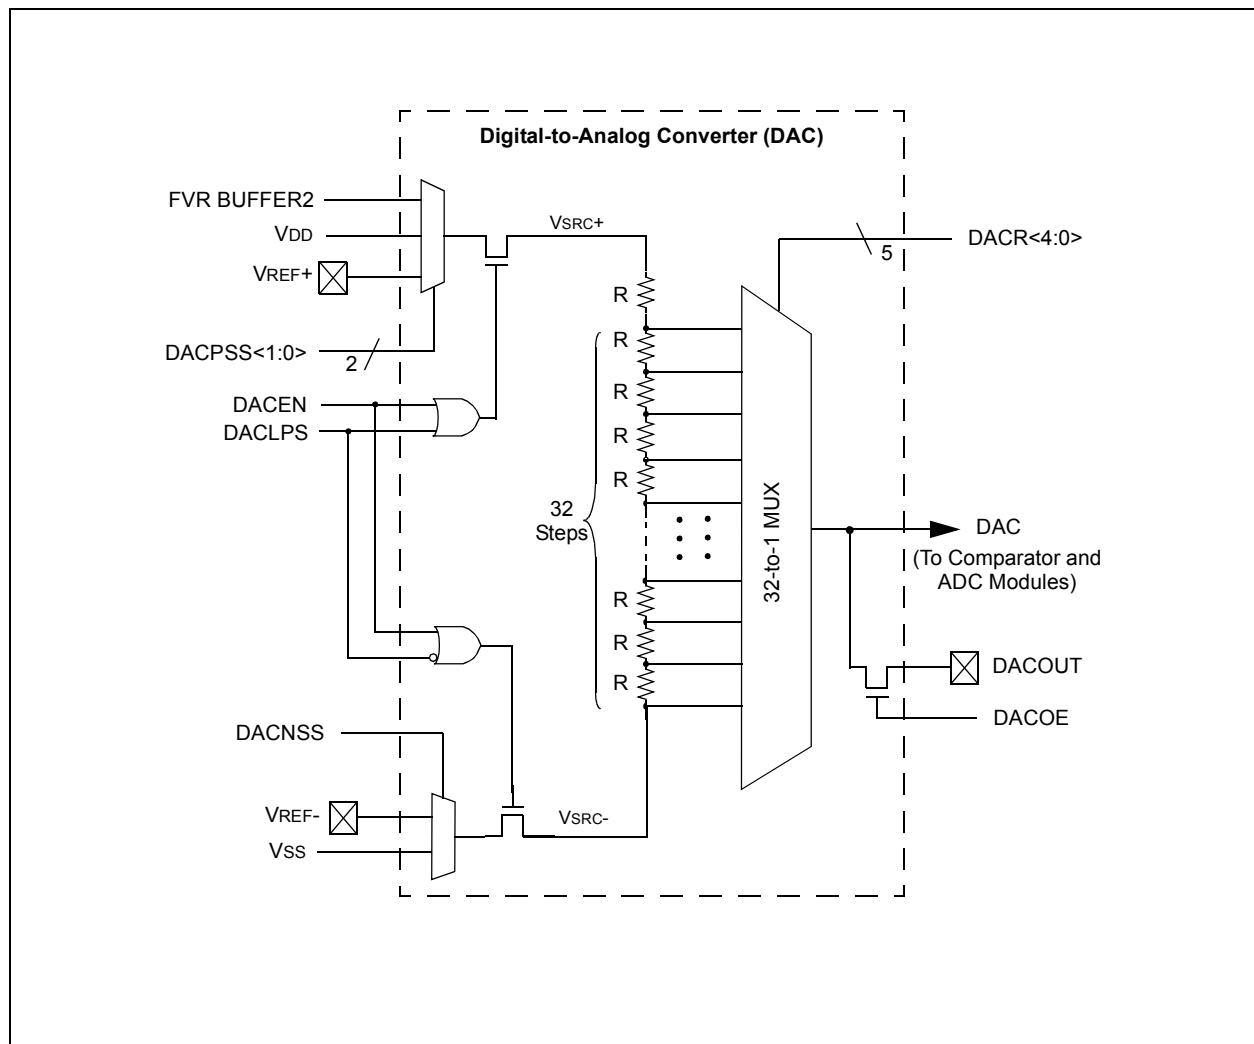 Digital-to-Analog Converter (DAC)
FVR BUFFER2
VDD
VREF+
DACPSS<1:0>
2
DACEN
DACLPS
VSRC+
R
R
R
R
R
32
Steps
R
R
R
5
DACR<4:0>
32-to-1 MUX
DAC
(To Comparator and
ADC Modules)
DACOUT
DACOE
DACNSS
VREF-
VSS
VSRC-